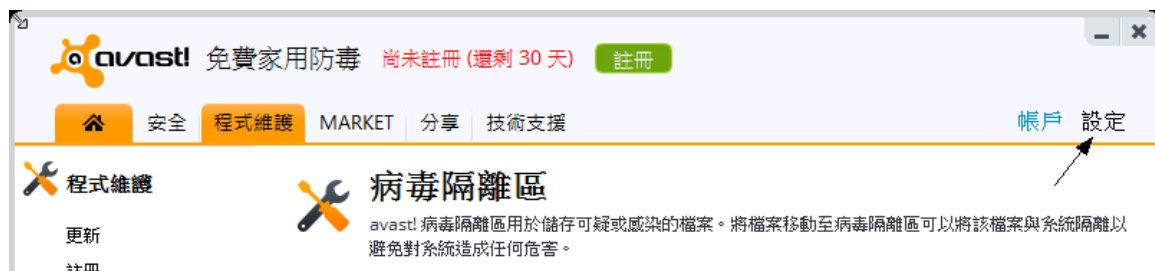 avast! 免費家用防毒 尚未註冊 (還剩 30 天) 註冊
安全 程式維護 MARKET 分享 技術支援 帳戶 設定
程式維護
病毒隔離區
avast! 病毒隔離區用於儲存可疑或感染的檔案。將檔案移動至病毒隔離區可以將該檔案與系統隔離以
避免對系統造成任何危害。
更新
註冊